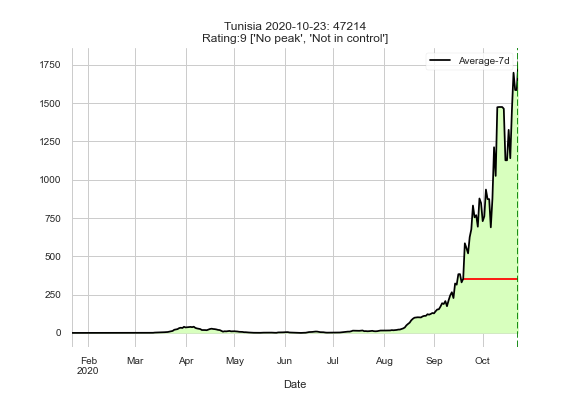 Tunisia 2020-10-23: 47214
Rating:9 ['No peak', 'Not in control']
Average-7d
1750
1500
1250
1000
750
500
250
0
Feb Mar Apr May Jun Jul Aug Sep Oct
2020
Date